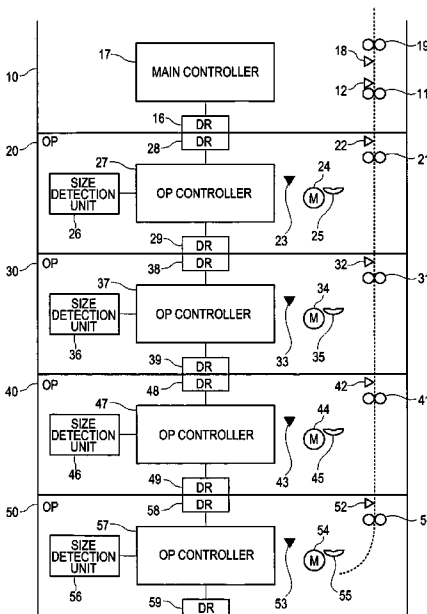 17
18
19
10
MAIN CONTROLLER
12
11
16
DR
20
OP
28
DR
22
27
21
24
SIZE
DETECTION
UNIT
OP CONTROLLER
M
26
23
25
29
DR
30
OP
38
DR
32
37
31
34
SIZE
DETECTION
UNIT
OP CONTROLLER
M
36
33
35
39
DR
40
OP
48
DR
42
47
41
44
SIZE
DETECTION
UNIT
OP CONTROLLER
M
46
43
45
49
DR
50
OP
58
DR
52
57
54
SIZE
DETECTION
UNIT
OP CONTROLLER
M
56
53
55
59
DR